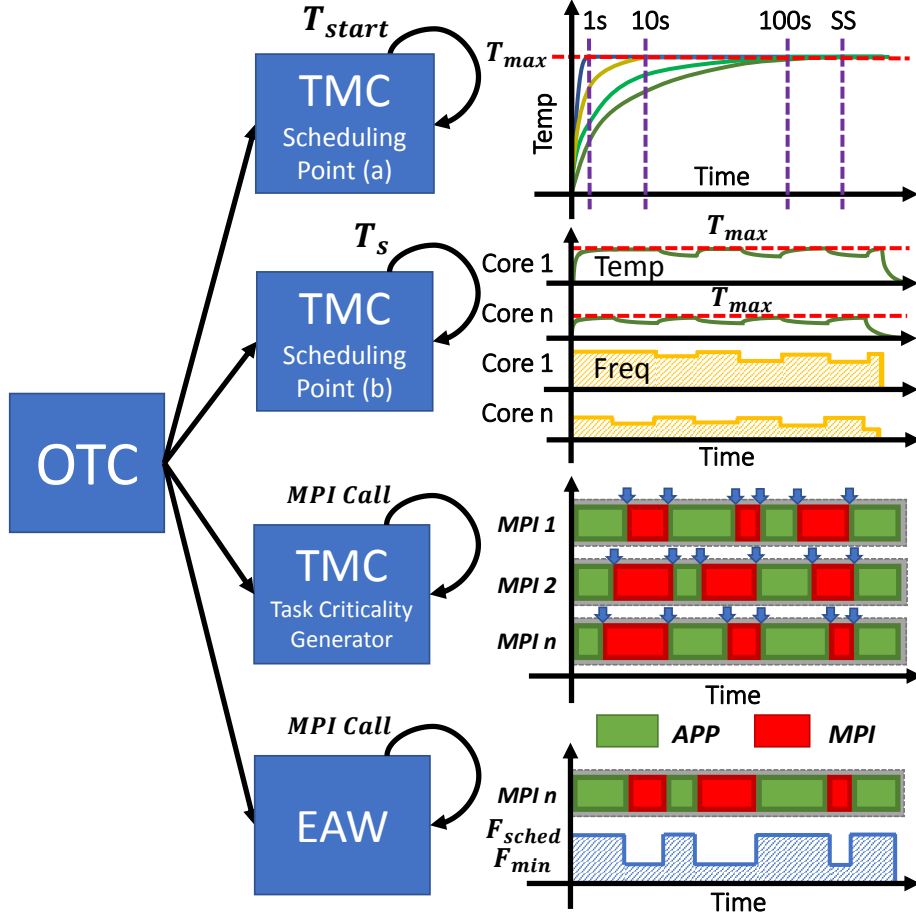 T_start
TMC
Scheduling
Point (a)
1s 10s 100s SS
T_max
Temp
Time
T_s
TMC
Scheduling
Point (b)
T_max
Core 1
Temp
T_max
Core n
Core 1
Freq
Core n
Time
OTC
MPI Call
TMC
Task Criticality
Generator
MPI 1
MPI 2
MPI n
Time
APP MPI
MPI Call
EAW
MPI n
F_sched
F_min
Time